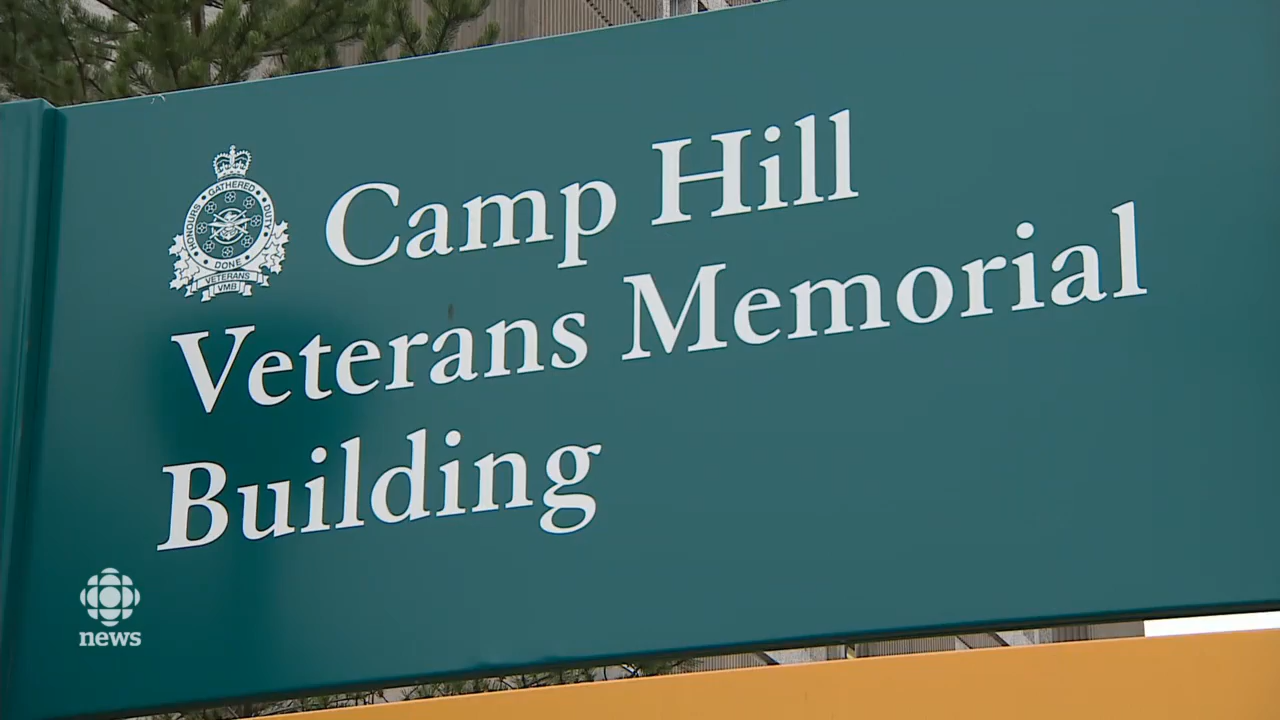 HONOURS • GATHERED • DUTY
DONE
VETERANS
VMB
Camp Hill
Veterans Memorial
Building
news